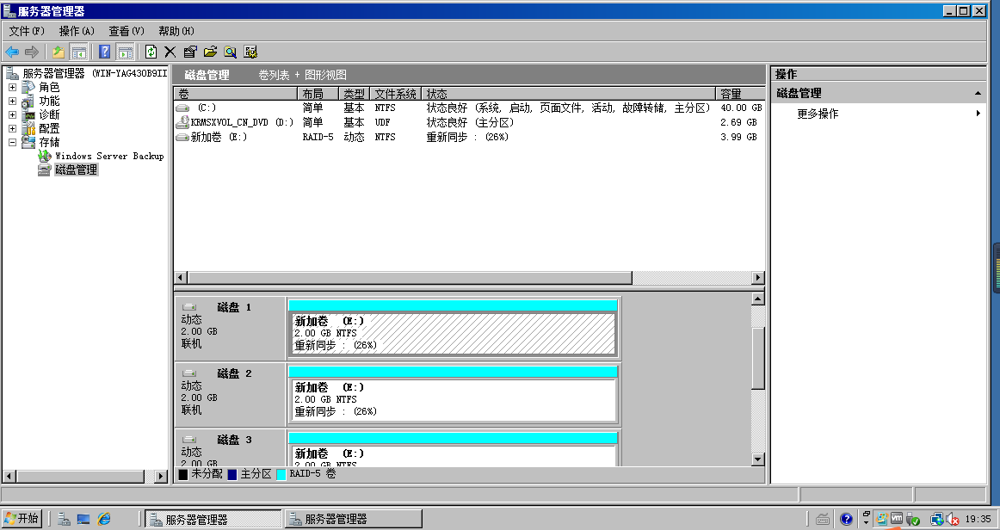 服务器管理器
文件(F) 操作(A) 查看(V) 帮助(H)
服务器管理器 (WIN-YAG430B9II
角色
功能
诊断
配置
存储
Windows Server Backup
磁盘管理
磁盘管理 卷列表 + 图形视图
卷 布局 类型 文件系统 状态 容量
(C:) 简单 基本 NTFS 状态良好 (系统, 启动, 页面文件, 活动, 故障转储, 主分区) 40.00 GB
KRMSXVOL_CN_DVD (D:) 简单 基本 UDF 状态良好 (主分区) 2.69 GB
新加卷 (E:) RAID-5 动态 NTFS 重新同步 : (26%) 3.99 GB
磁盘 1
动态
2.00 GB
联机
新加卷 (E:)
2.00 GB NTFS
重新同步 : (26%)
磁盘 2
动态
2.00 GB
联机
新加卷 (E:)
2.00 GB NTFS
重新同步 : (26%)
磁盘 3
动态
2.00 GB
新加卷 (E:)
2.00 GB NTFS
未分配 主分区 RAID-5 卷
操作
磁盘管理
更多操作
开始 服务器管理器 服务器管理器 19:35